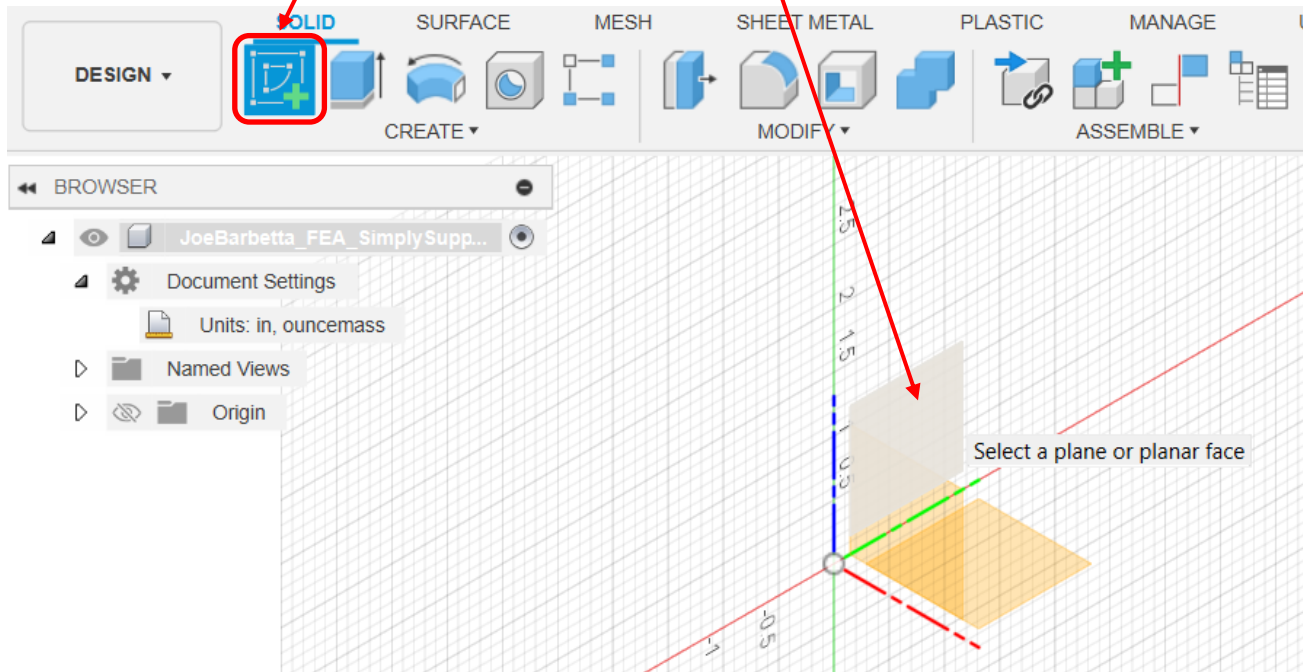 SOLID SURFACE MESH SHEET METAL PLASTIC MANAGE
DESIGN ▾
CREATE ▾ MODIFY ▾ ASSEMBLE ▾
BROWSER
JoeBarbetta_FEA_SimplySupp...
Document Settings
Units: in, ouncemass
Named Views
Origin
2.5
2
1.5
1
0.5
Select a plane or planar face
-0.5
-1